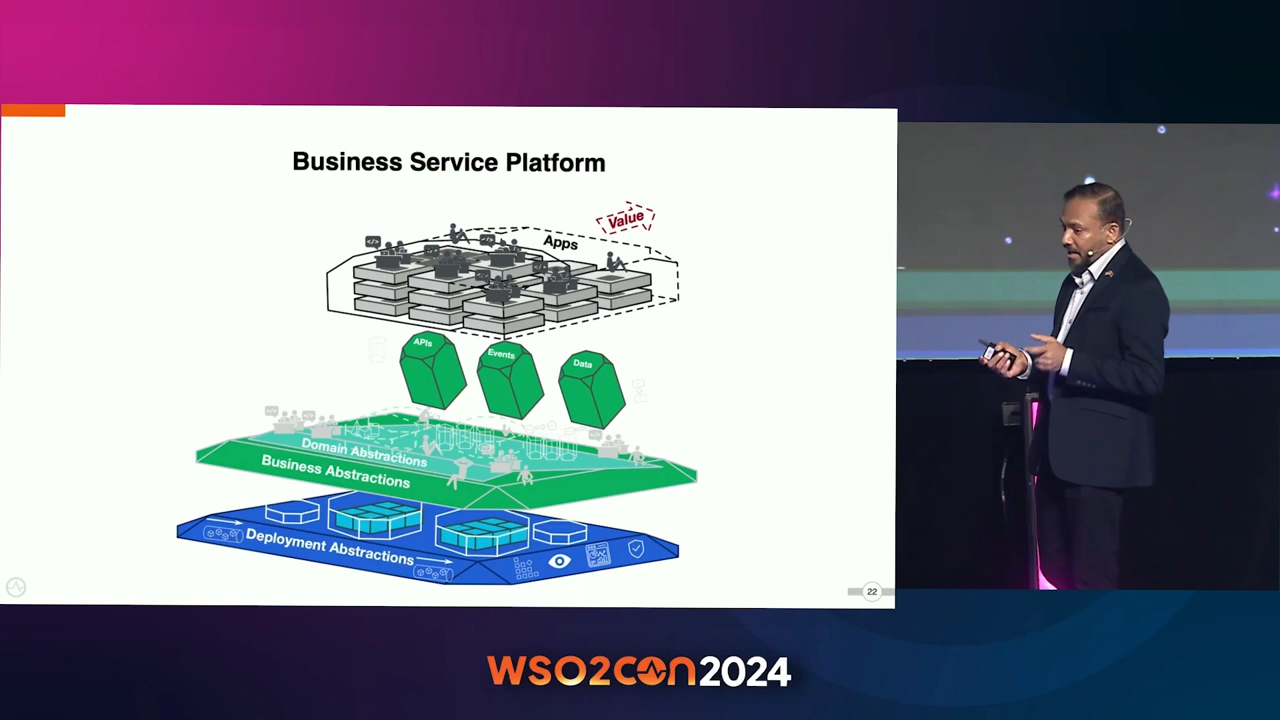 Business Service Platform
Value
Apps
APIs
Events
Data
Domain Abstractions
Business Abstractions
Deployment Abstractions
22
WSO2CON2024